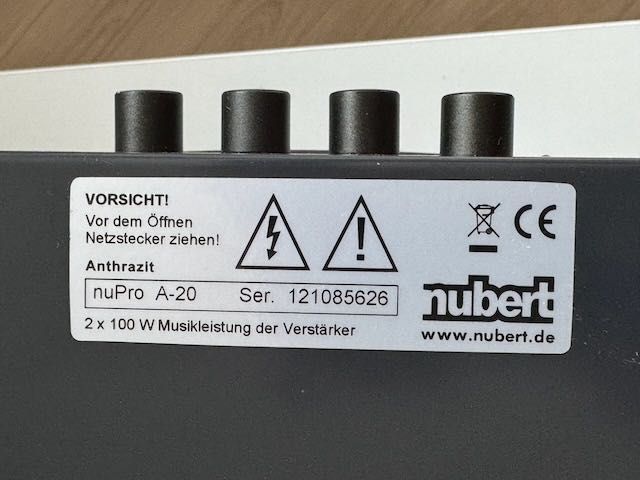 VORSICHT!
Vor dem Öffnen
Netzstecker ziehen!
Anthrazit
nuPro A-20 Ser. 121085626
2 x 100 W Musikleistung der Verstärker
CE
nubert
www.nubert.de